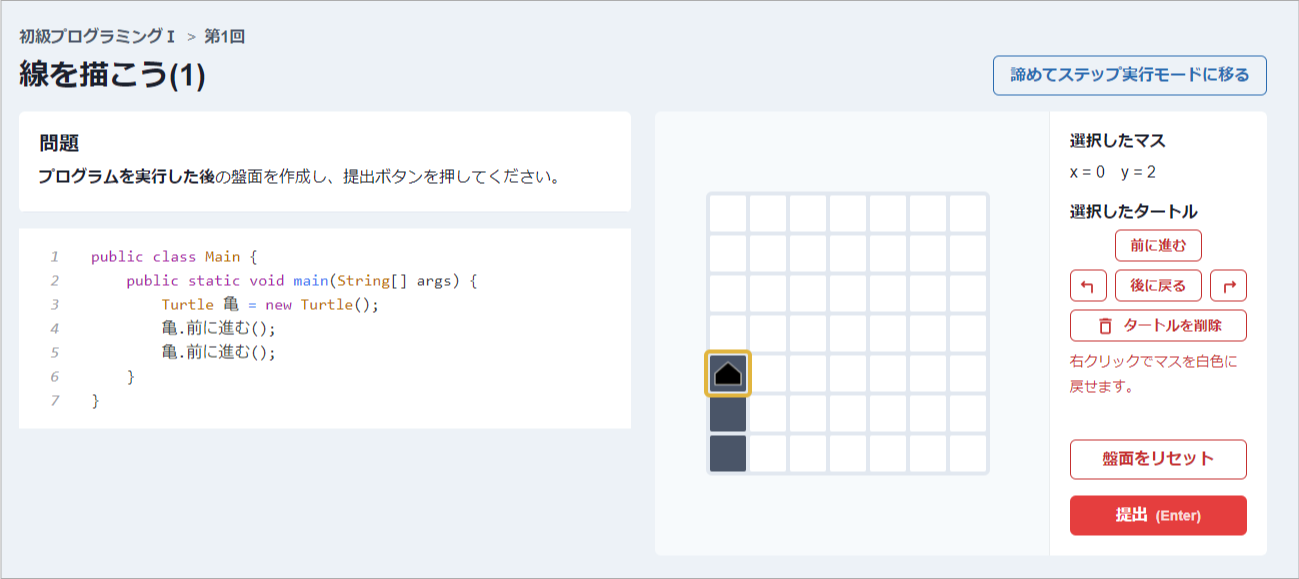 初級プログラミングⅠ > 第1回
線を描こう(1)
諦めてステップ実行モードに移る
問題
プログラムを実行した後の盤面を作成し、提出ボタンを押してください。
1 public class Main {
2 public static void main(String[] args) {
3 Turtle 亀 = new Turtle();
4 亀.前に進む();
5 亀.前に進む();
6 }
7 }
選択したマス
x = 0 y = 2
選択したタートル
前に進む
後に戻る
タートルを削除
右クリックでマスを白色に
戻せます。
盤面をリセット
提出 (Enter)